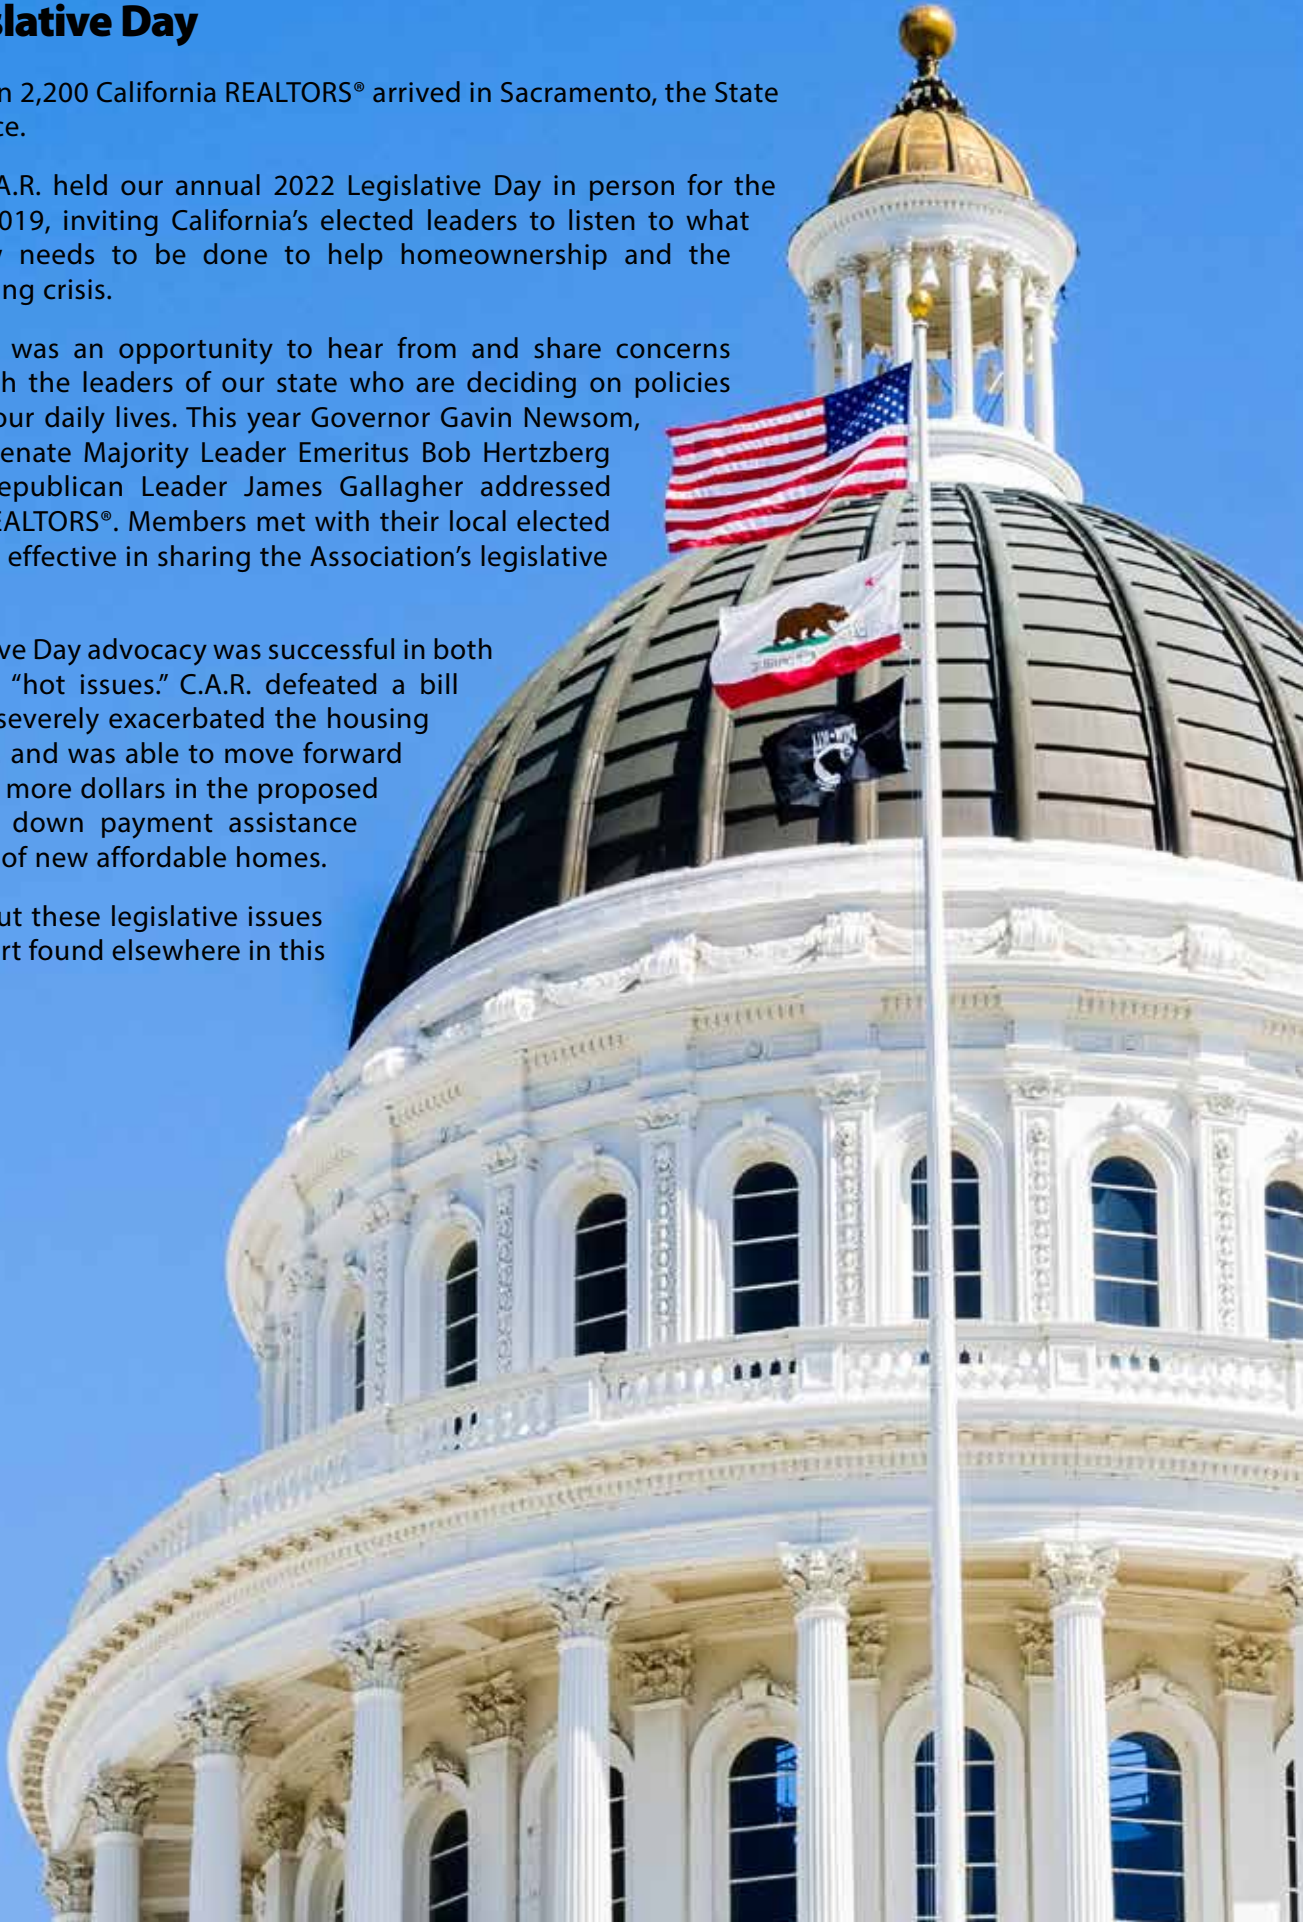 slative Day
n 2,200 California REALTORS® arrived in Sacramento, the State
ce.
A.R. held our annual 2022 Legislative Day in person for the
019, inviting California’s elected leaders to listen to what
y needs to be done to help homeownership and the
ng crisis.
was an opportunity to hear from and share concerns
h the leaders of our state who are deciding on policies
our daily lives. This year Governor Gavin Newsom,
enate Majority Leader Emeritus Bob Hertzberg
epublican Leader James Gallagher addressed
EALTORS®. Members met with their local elected
effective in sharing the Association’s legislative
ve Day advocacy was successful in both
“hot issues.” C.A.R. defeated a bill
severely exacerbated the housing
and was able to move forward
more dollars in the proposed
down payment assistance
of new affordable homes.
ut these legislative issues
rt found elsewhere in this